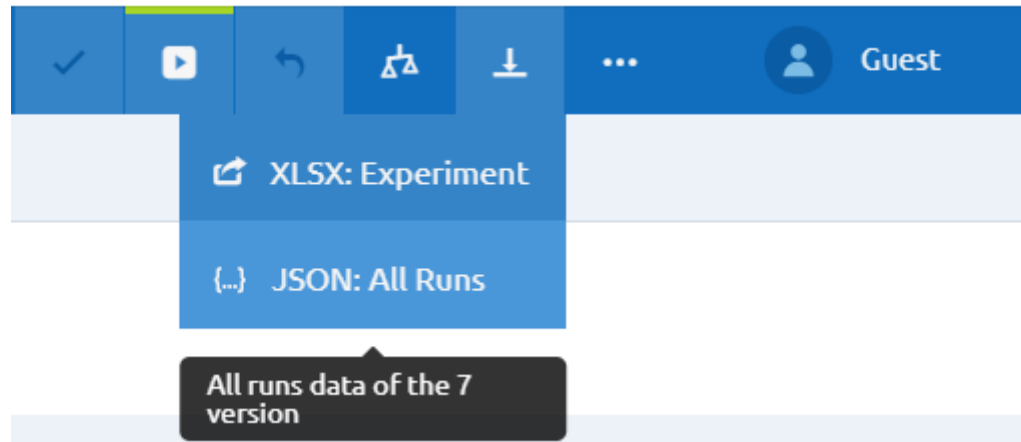 Guest
XLSX: Experiment
{...} JSON: All Runs
All runs data of the 7
version